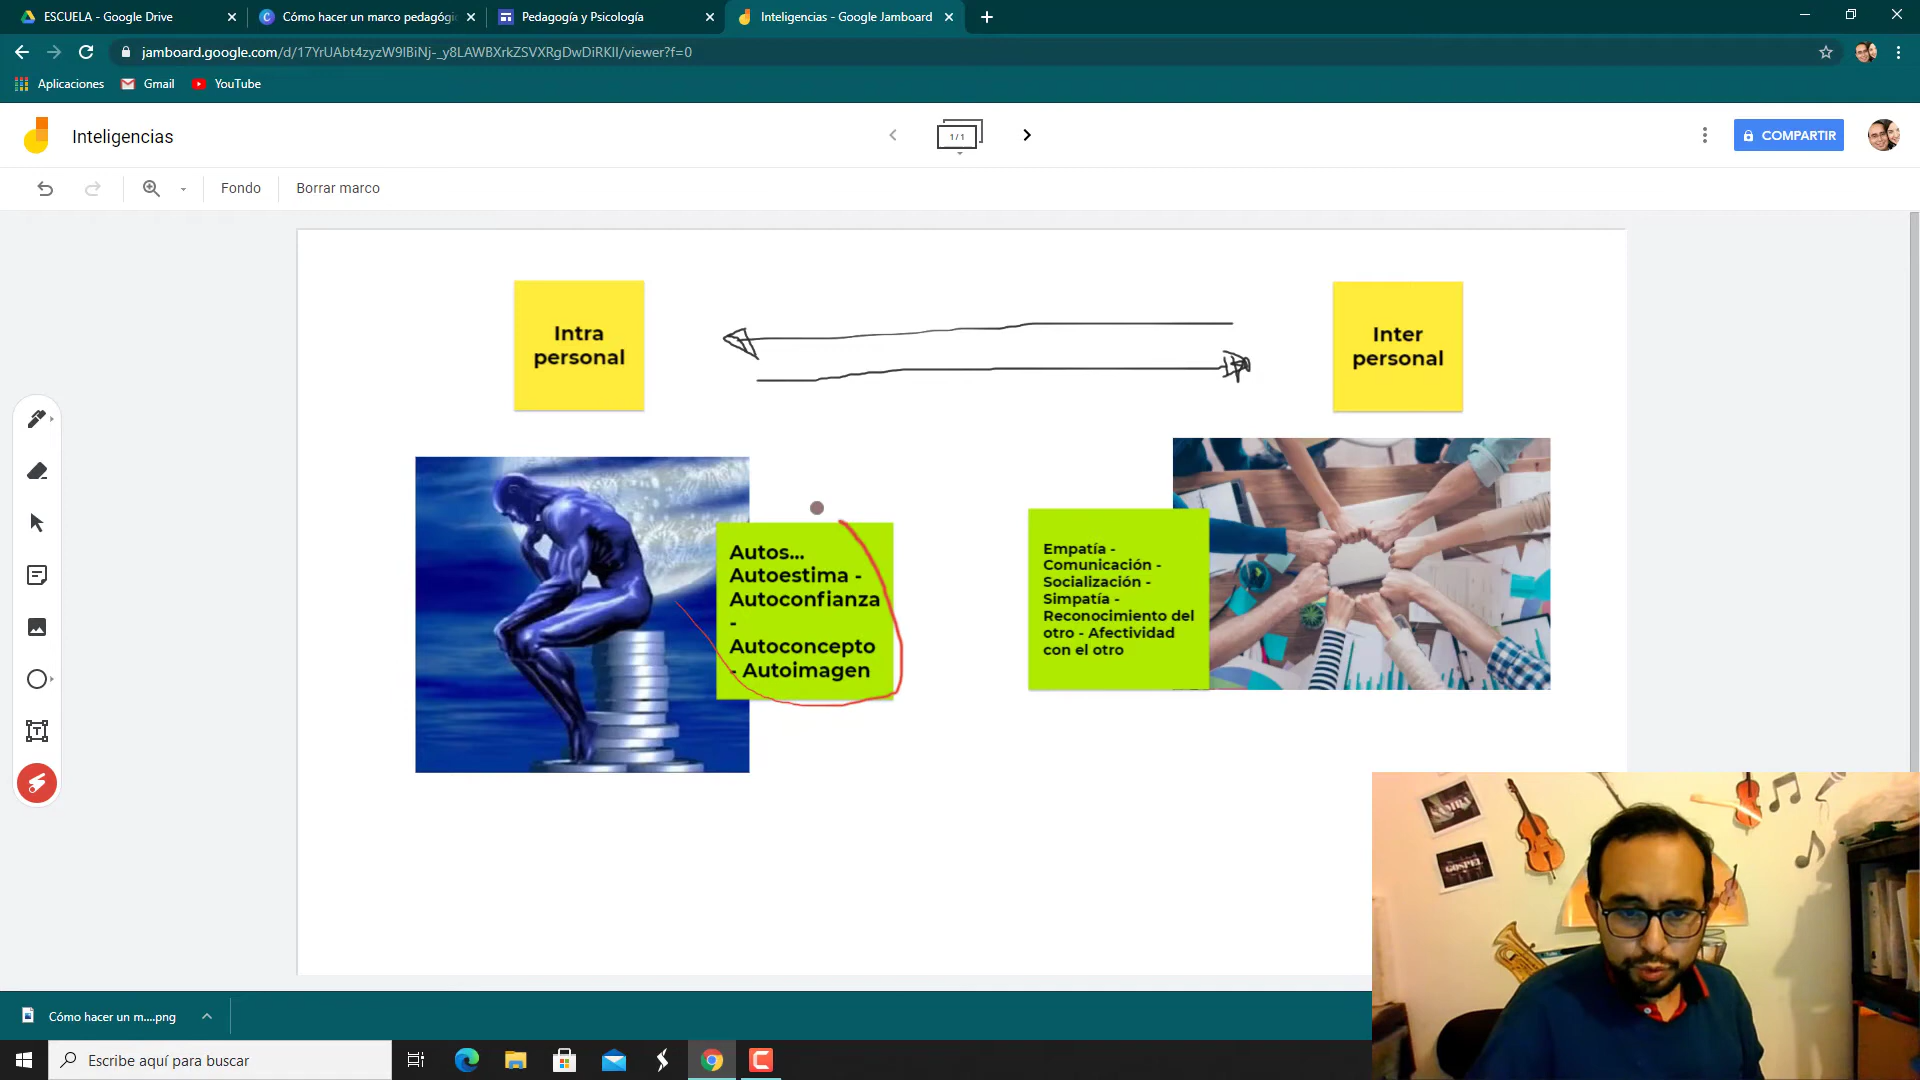 ESCUELA - Google Drive
Cómo hacer un marco pedagógic
Pedagogía y Psicología
Inteligencias - Google Jamboard
jamboard.google.com/d/17YrUAbt4zyzW9lBiNj-_y8LAWBXrkZSVXRgDwDiRKlI/viewer?f=0
Aplicaciones
Gmail
YouTube
Inteligencias
1 / 1
COMPARTIR
Fondo
Borrar marco
Intra
personal
Inter
personal
Autos...
Autoestima -
Autoconfianza
-
Autoconcepto
- Autoimagen
Empatía -
Comunicación -
Socialización -
Simpatía -
Reconocimiento del
otro - Afectividad
con el otro
GOSPEL
Cómo hacer un m....png
Escribe aquí para buscar